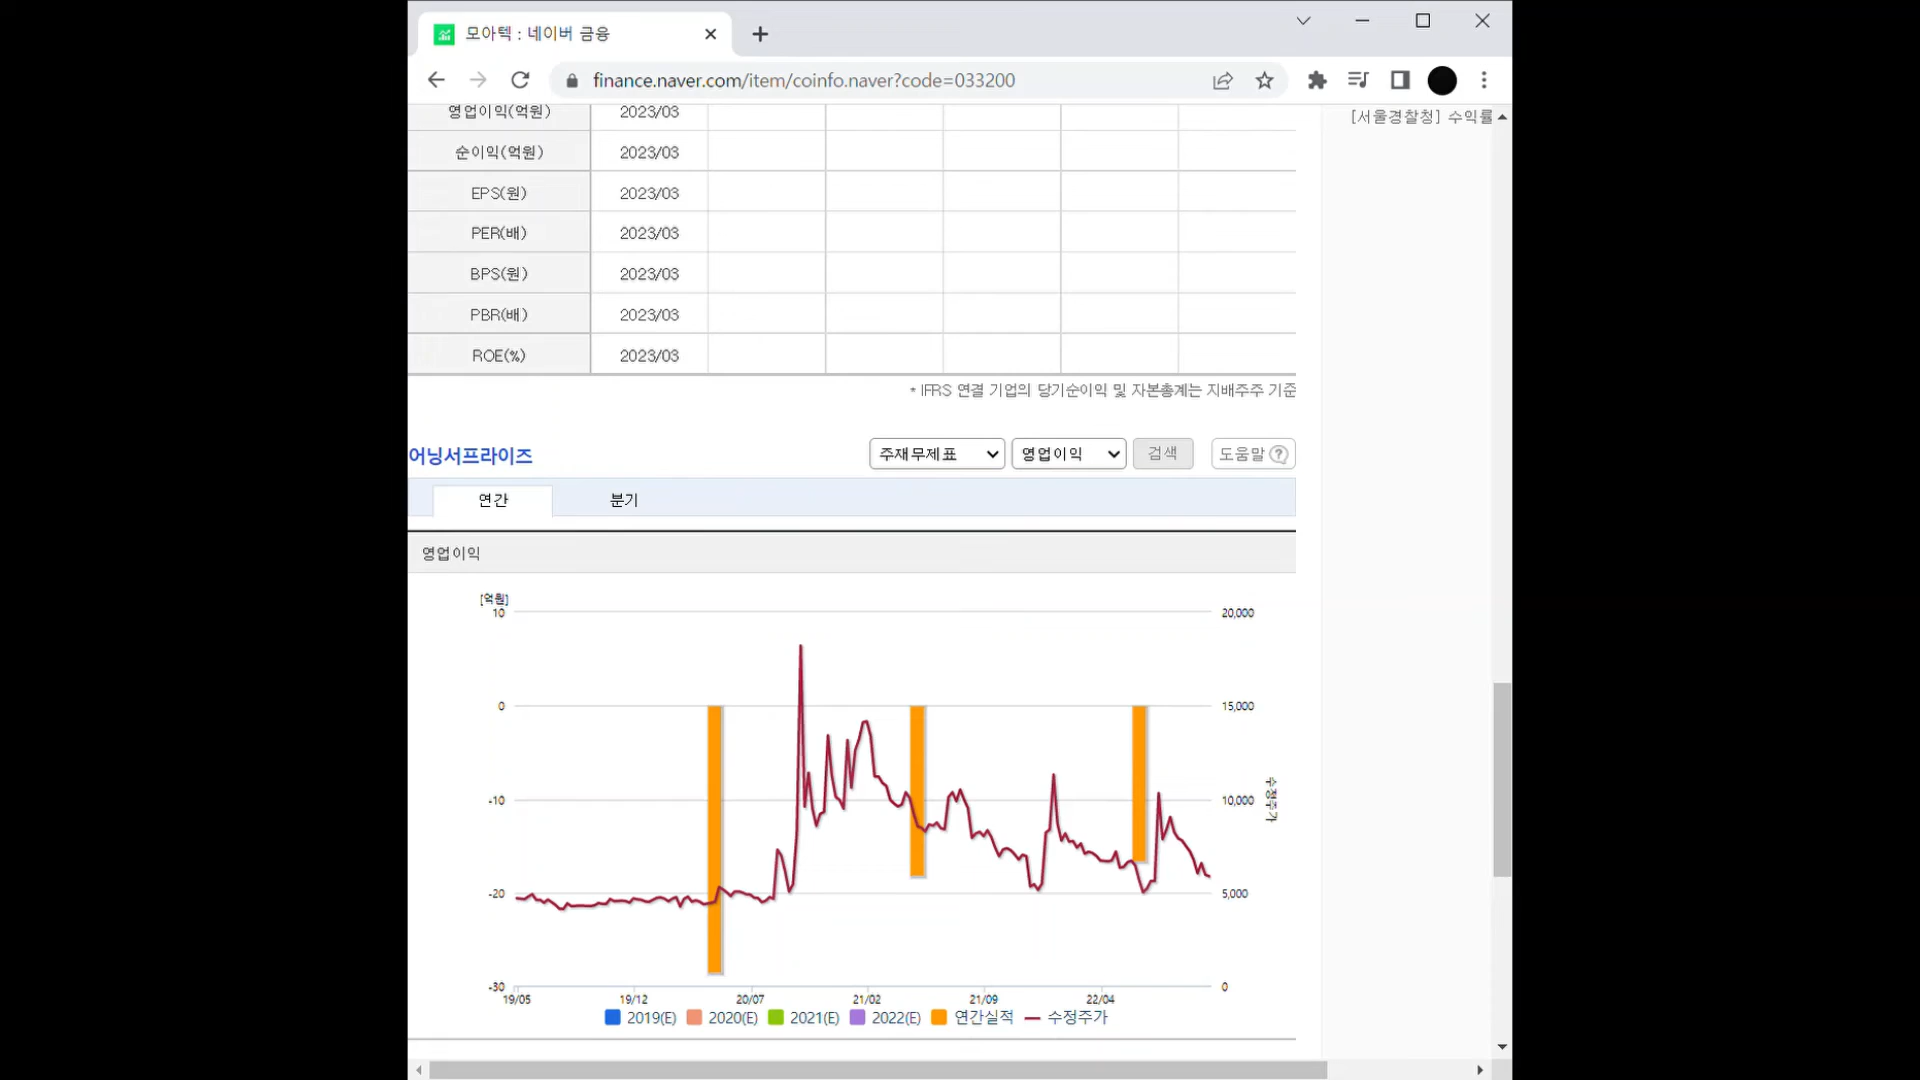 모아텍 : 네이버 금융
finance.naver.com/item/coinfo.naver?code=033200
[서울경찰청] 수익률
영업이익(억원) 2023/03
순이익(억원) 2023/03
EPS(원) 2023/03
PER(배) 2023/03
BPS(원) 2023/03
PBR(배) 2023/03
ROE(%) 2023/03
* IFRS 연결 기업의 당기순이익 및 자본총계는 지배주주 기준
어닝서프라이즈 주재무제표 영업이익 검색 도움말 ?
연간 분기
영업이익
[억원]
10 20,000
0 15,000
-10 10,000
수정주가
-20 5,000
-30 0
19/05 19/12 20/07 21/02 21/09 22/04
2019(E) 2020(E) 2021(E) 2022(E) 연간실적 수정주가